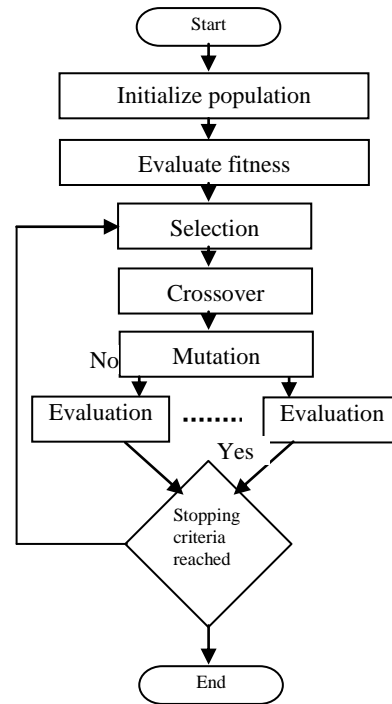 Start
Initialize population
Evaluate fitness
Selection
Crossover
Mutation
No
Evaluation
Evaluation
Yes
Stopping
criteria
reached
End